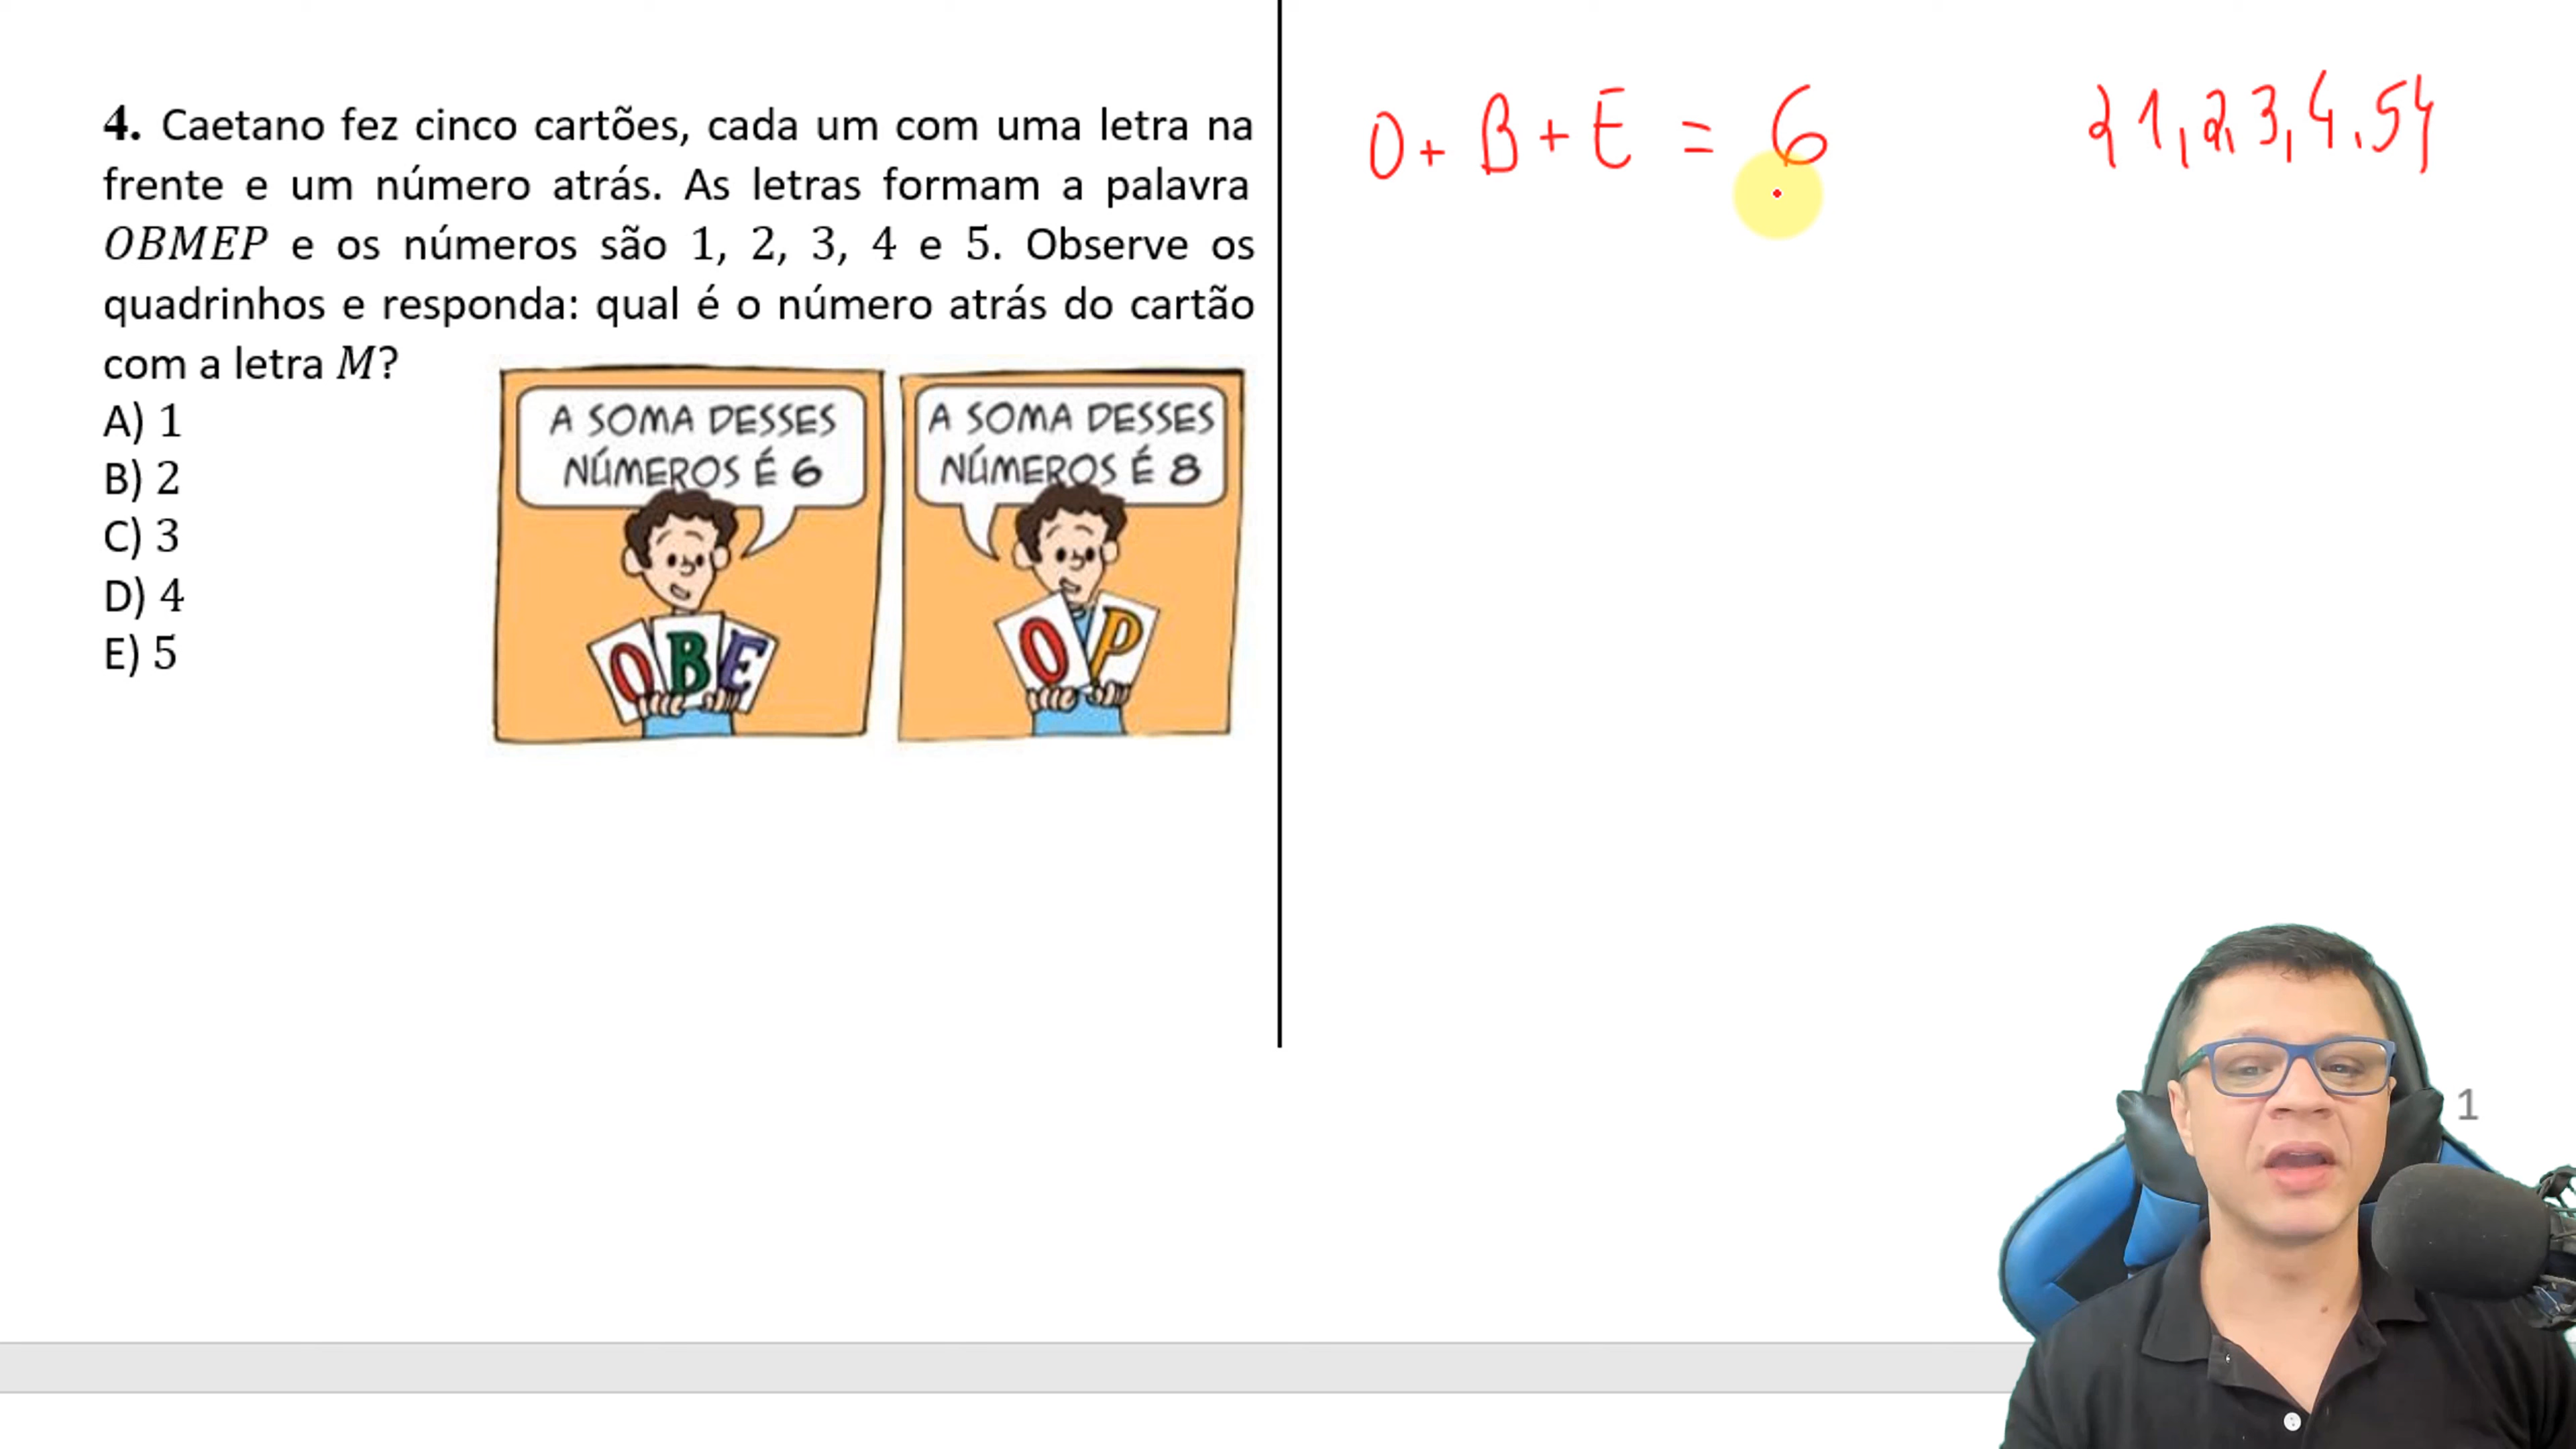 4. Caetano fez cinco cartões, cada um com uma letra na
frente e um número atrás. As letras formam a palavra
OBMEP e os números são 1, 2, 3, 4 e 5. Observe os
quadrinhos e responda: qual é o número atrás do cartão
com a letra M?
A) 1
B) 2
C) 3
D) 4
E) 5
A SOMA DESSES
NÚMEROS É 6
O B E
A SOMA DESSES
NÚMEROS É 8
O P
O + B + E = 6
{1, 2, 3, 4, 5}
1